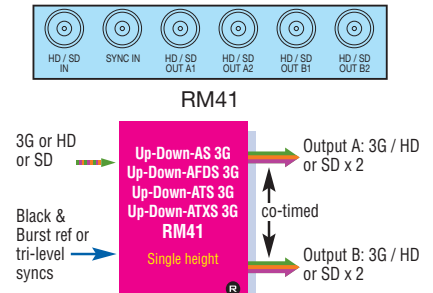 HD / SD
IN
SYNC IN
HD / SD
OUT A1
HD / SD
OUT A2
HD / SD
OUT B1
HD / SD
OUT B2
RM41
3G or HD
or SD
Up-Down-AS 3G
Up-Down-AFDS 3G
Up-Down-ATS 3G
Up-Down-ATXS 3G
RM41
Single height
R
Output A: 3G / HD
or SD x 2
co-timed
Black &
Burst ref or
tri-level
syncs
Output B: 3G / HD
or SD x 2